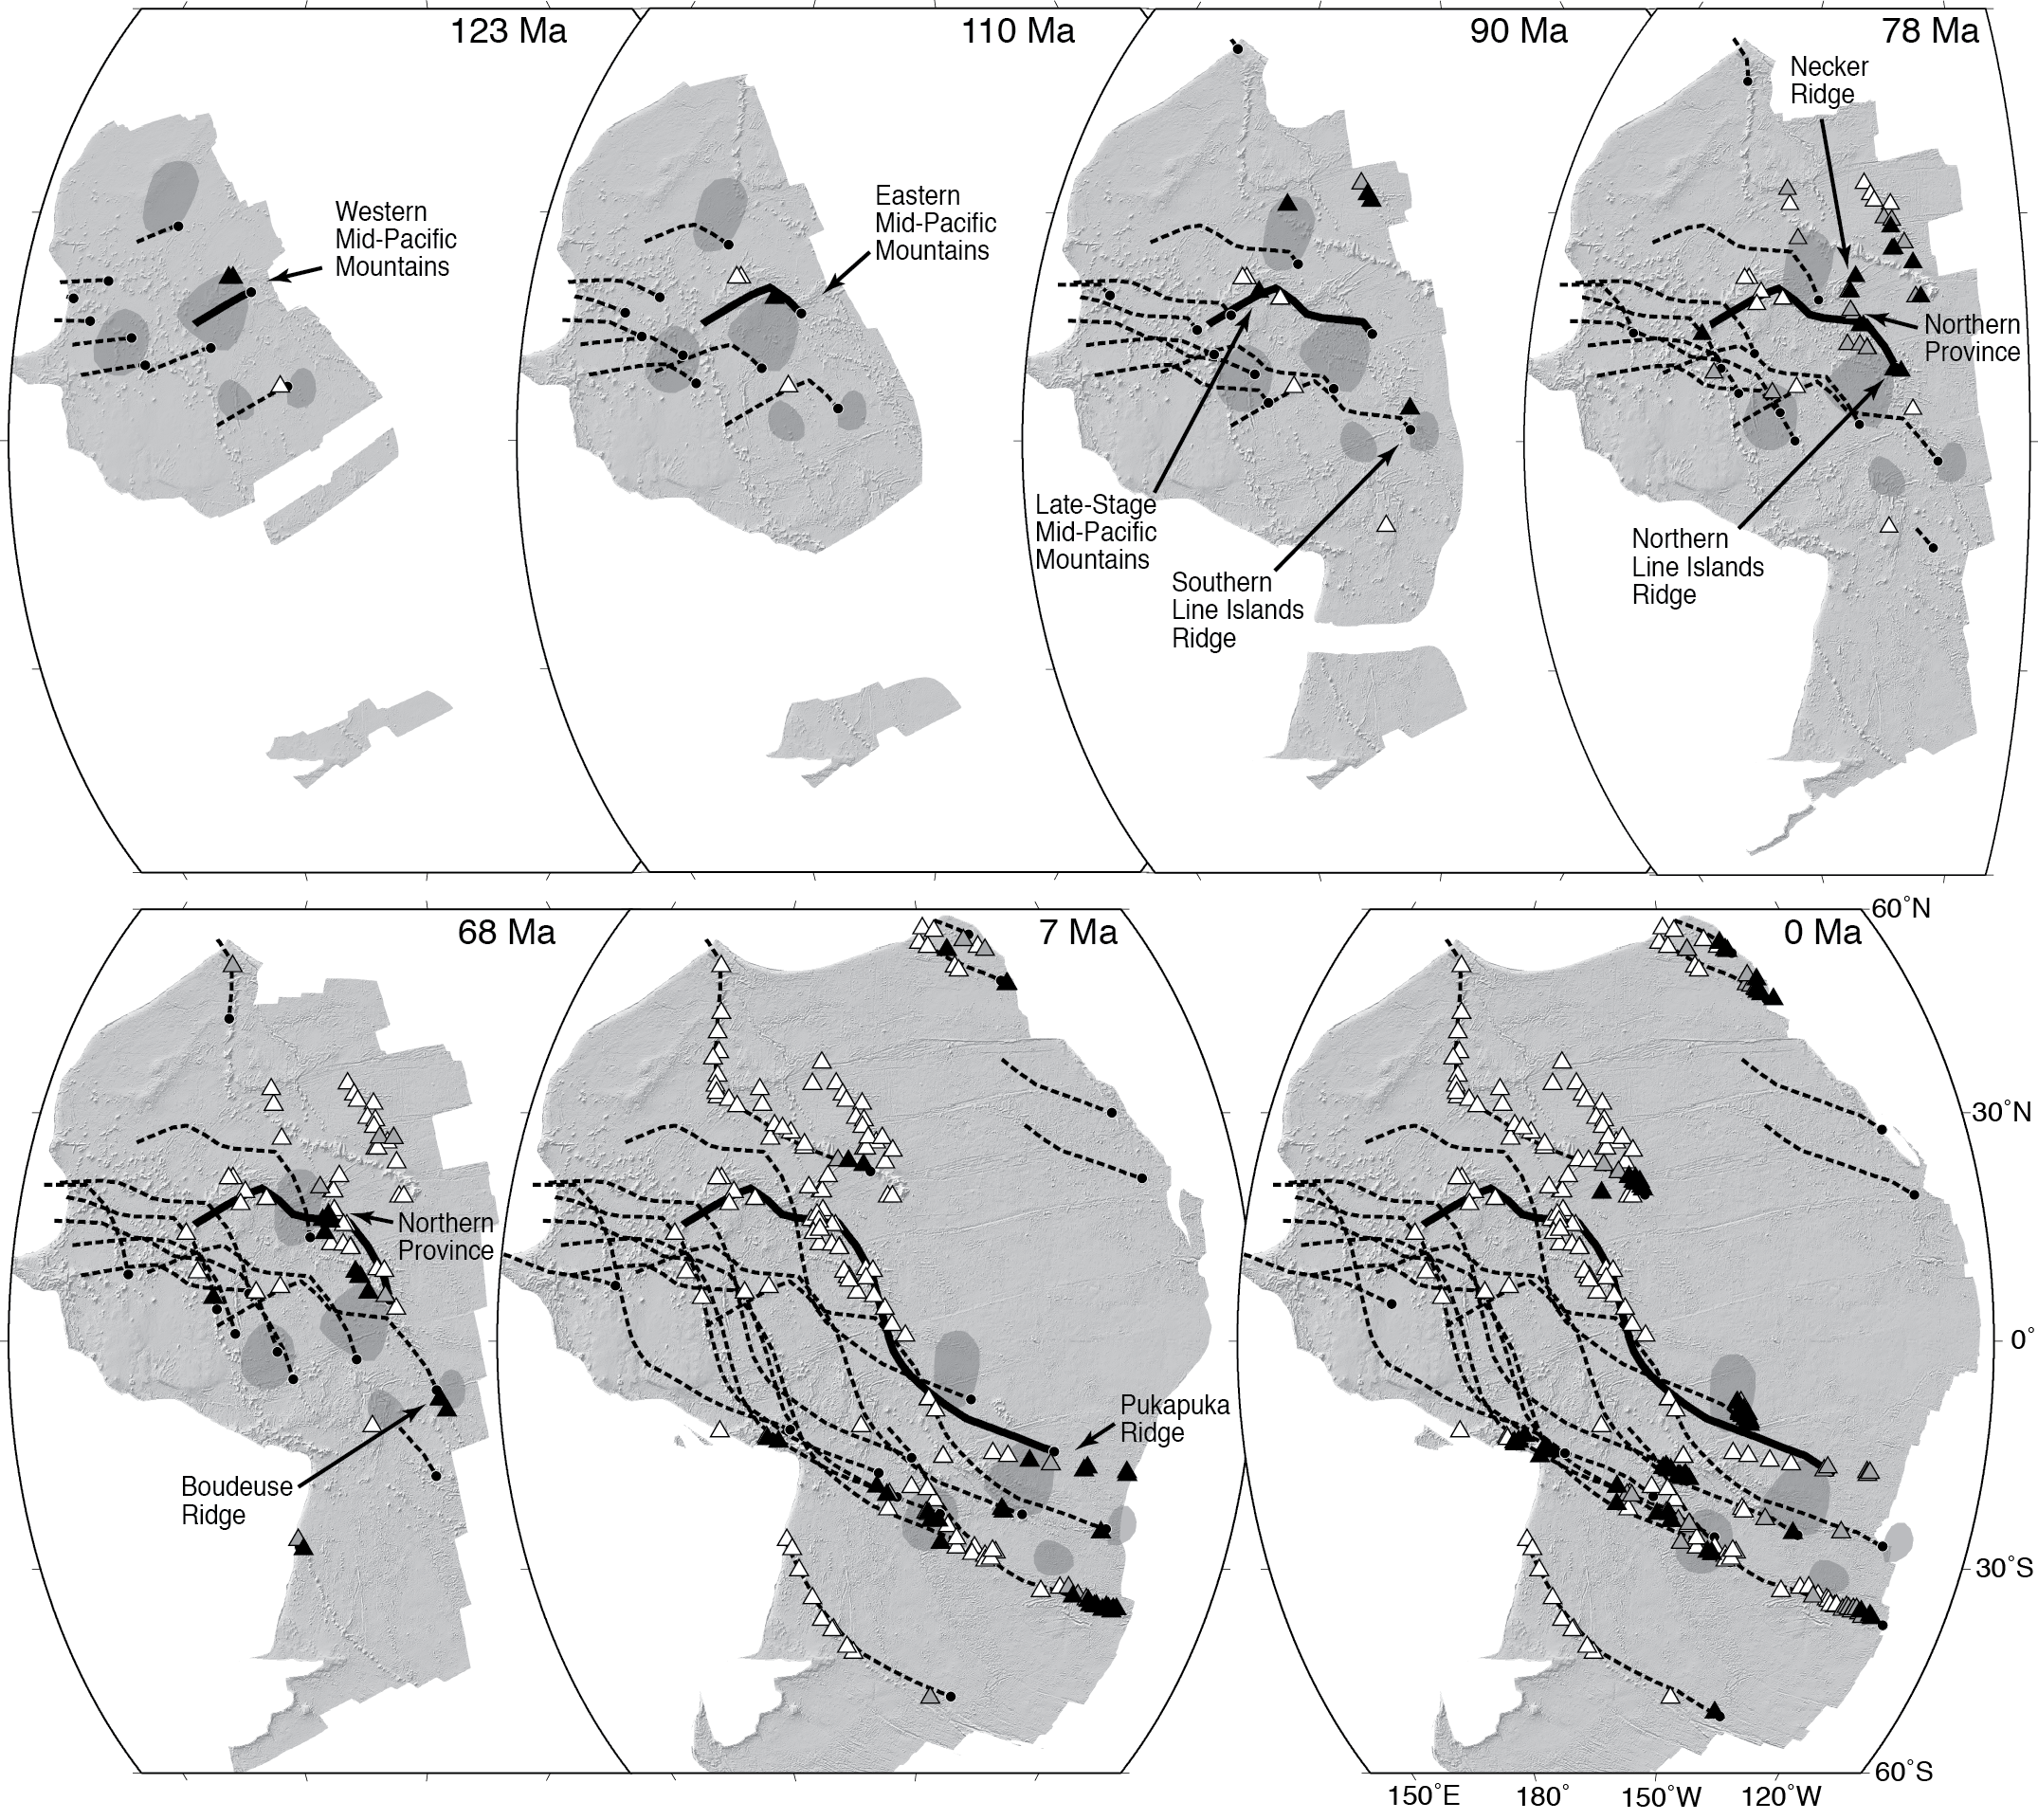 123 Ma
110 Ma
90 Ma
78 Ma
Western
Mid-Pacific
Mountains
Eastern
Mid-Pacific
Mountains
Late-Stage
Mid-Pacific
Mountains
Southern
Line Islands
Ridge
Necker
Ridge
Northern
Province
Northern
Line Islands
Ridge
68 Ma
7 Ma
0 Ma
Northern
Province
Boudeuse
Ridge
Pukapuka
Ridge
60˚N
30˚N
0˚
30˚S
60˚S
150˚E
180˚
150˚W
120˚W